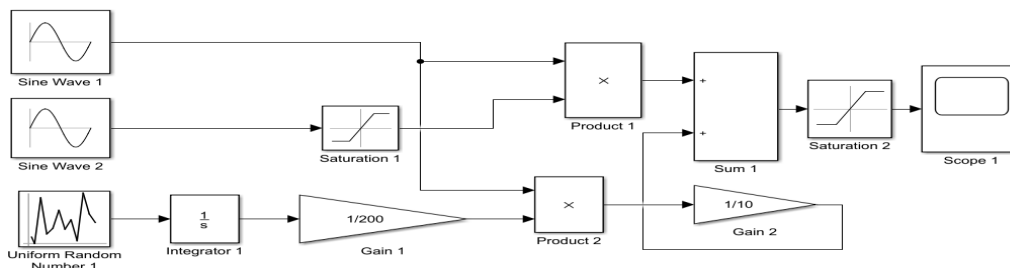 Sine Wave 1
Sine Wave 2
Saturation 1
×
Product 1
+
+
Sum 1
Saturation 2
Scope 1
Uniform Random
Number 1
1
s
Integrator 1
1/200
Gain 1
×
Product 2
1/10
Gain 2